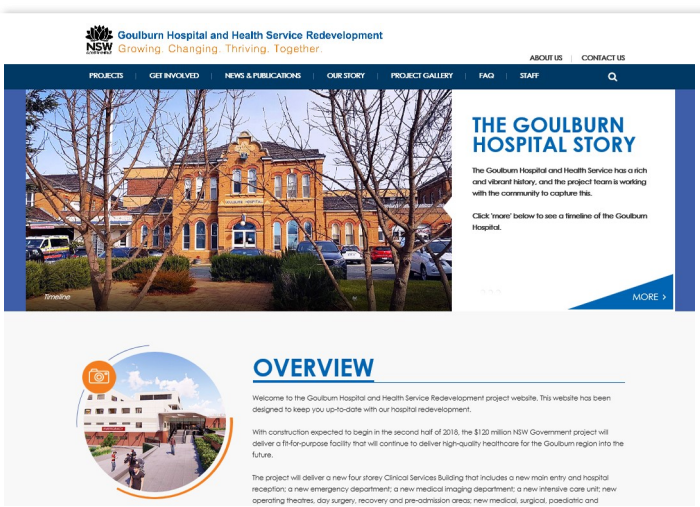 NSW
GOVERNMENT
Goulburn Hospital and Health Service Redevelopment
Growing. Changing. Thriving. Together.
ABOUT US | CONTACT US
PROJECTS | GET INVOLVED | NEWS & PUBLICATIONS | OUR STORY | PROJECT GALLERY | FAQ | STAFF
GOULBURN HOSPITAL
Timeline
THE GOULBURN
HOSPITAL STORY
The Goulburn Hospital and Health Service has a rich
and vibrant history, and the project team is working
with the community to capture this.
Click 'more' below to see a timeline of the Goulburn
Hospital.
MORE >
OVERVIEW
Welcome to the Goulburn Hospital and Health Service Redevelopment project website. This website has been
designed to keep you up-to-date with our hospital redevelopment.
With construction expected to begin in the second half of 2018, the $120 million NSW Government project will
deliver a fit-for-purpose facility that will continue to deliver high-quality healthcare for the Goulburn region into the
future.
The project will deliver a new four storey Clinical Services Building that includes a new main entry and hospital
reception; a new emergency department; a new medical imaging department; a new intensive care unit; new
operating theatres, day surgery, recovery and pre-admission areas; new medical, surgical, paediatric and